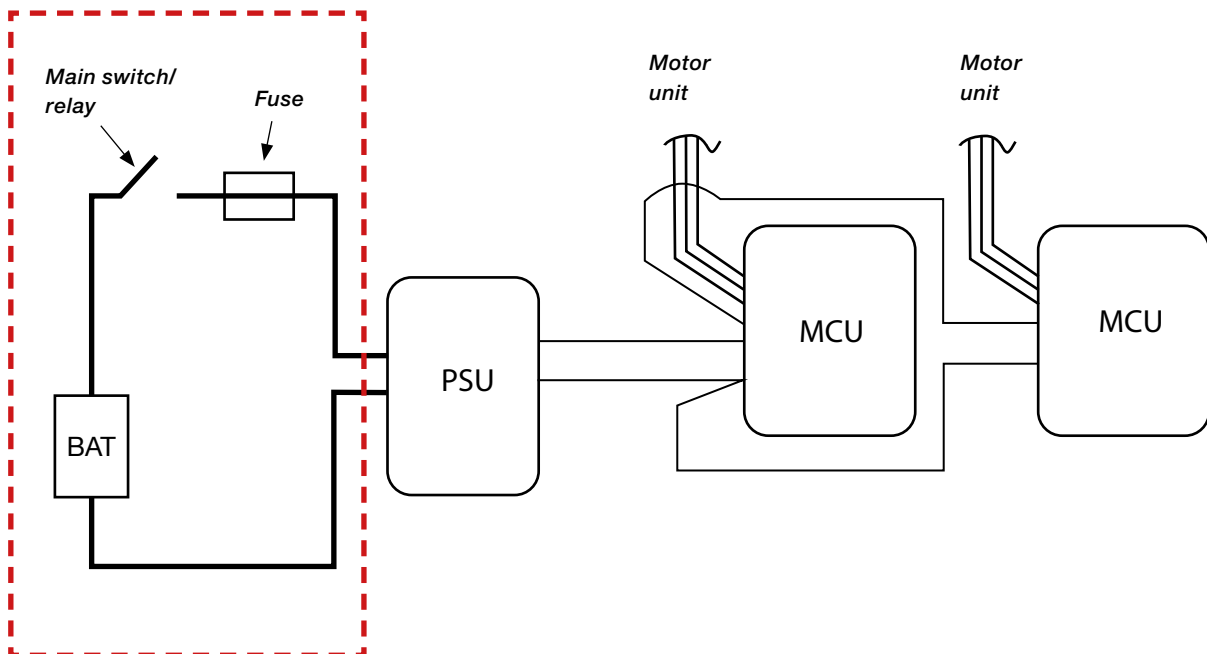 Main switch/
relay
Fuse
Motor
unit
Motor
unit
BAT
PSU
MCU
MCU